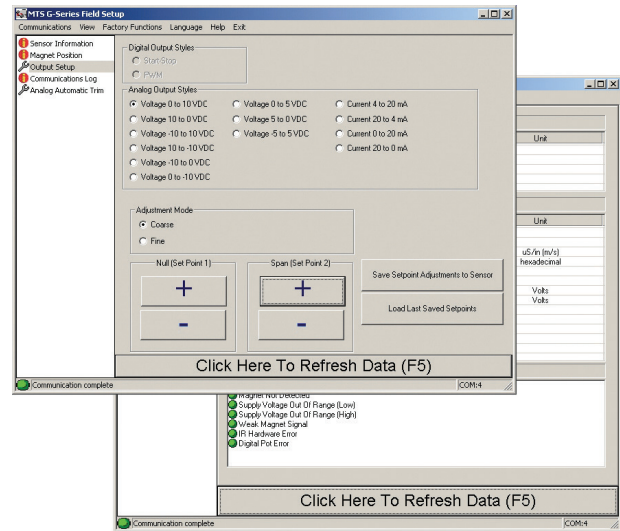 MTS G-Series Field Setup
Communications View Factory Functions Language Help Exit
Sensor Information
Magnet Position
Output Setup
Communications Log
Analog Automatic Trim
Digital Output Styles
Start-Stop
PWM
Analog Output Styles
Voltage 0 to 10 VDC
Voltage 0 to 5 VDC
Current 4 to 20 mA
Voltage 10 to 0 VDC
Voltage 5 to 0 VDC
Current 20 to 4 mA
Voltage -10 to 10 VDC
Voltage -5 to 5 VDC
Current 0 to 20 mA
Voltage 10 to -10 VDC
Current 20 to 0 mA
Voltage -10 to 0 VDC
Voltage 0 to -10 VDC
Adjustment Mode
Coarse
Fine
Null (Set Point 1)
Span (Set Point 2)
+
+
-
-
Save Setpoint Adjustments to Sensor
Load Last Saved Setpoints
Click Here To Refresh Data (F5)
Communication complete
COM:4
Unit
Unit
uS/in (m/s)
hexadecimal
Volts
Volts
Magnet Not Detected
Supply Voltage Out Of Range (Low)
Supply Voltage Out Of Range (High)
Weak Magnet Signal
IR Hardware Error
Digital Pot Error
Click Here To Refresh Data (F5)
Communication complete
COM:4